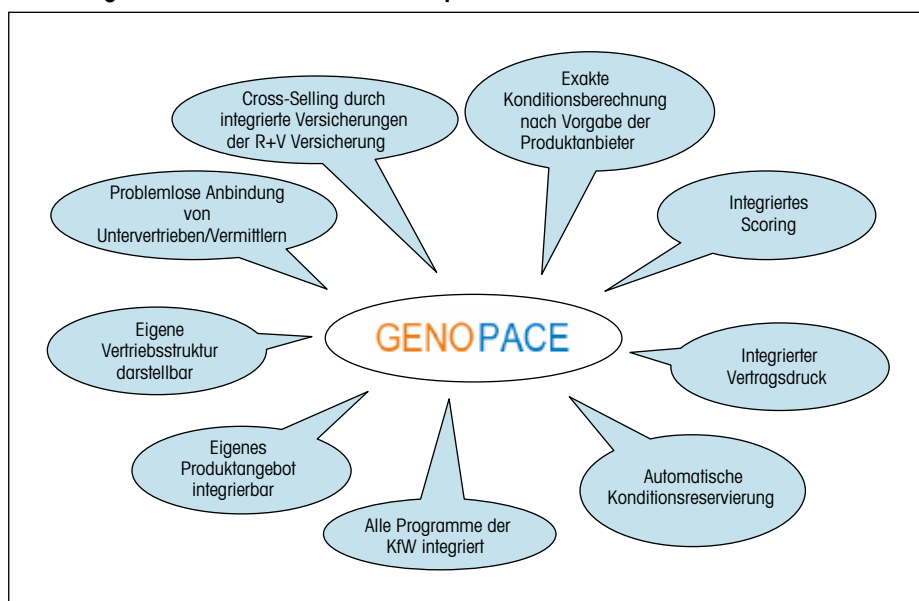 Cross-Selling durch
integrierte Versicherungen
der R+V Versicherung
Exakte
Konditionsberechnung
nach Vorgabe der
Produktanbieter
Problemlose Anbindung
von
Untervertrieben/Vermittlern
Integriertes
Scoring
Eigene
Vertriebsstruktur
darstellbar
GENOPACE
Integrierter
Vertragsdruck
Eigenes
Produktangebot
integrierbar
Automatische
Konditionsreservierung
Alle Programme der
KfW integriert